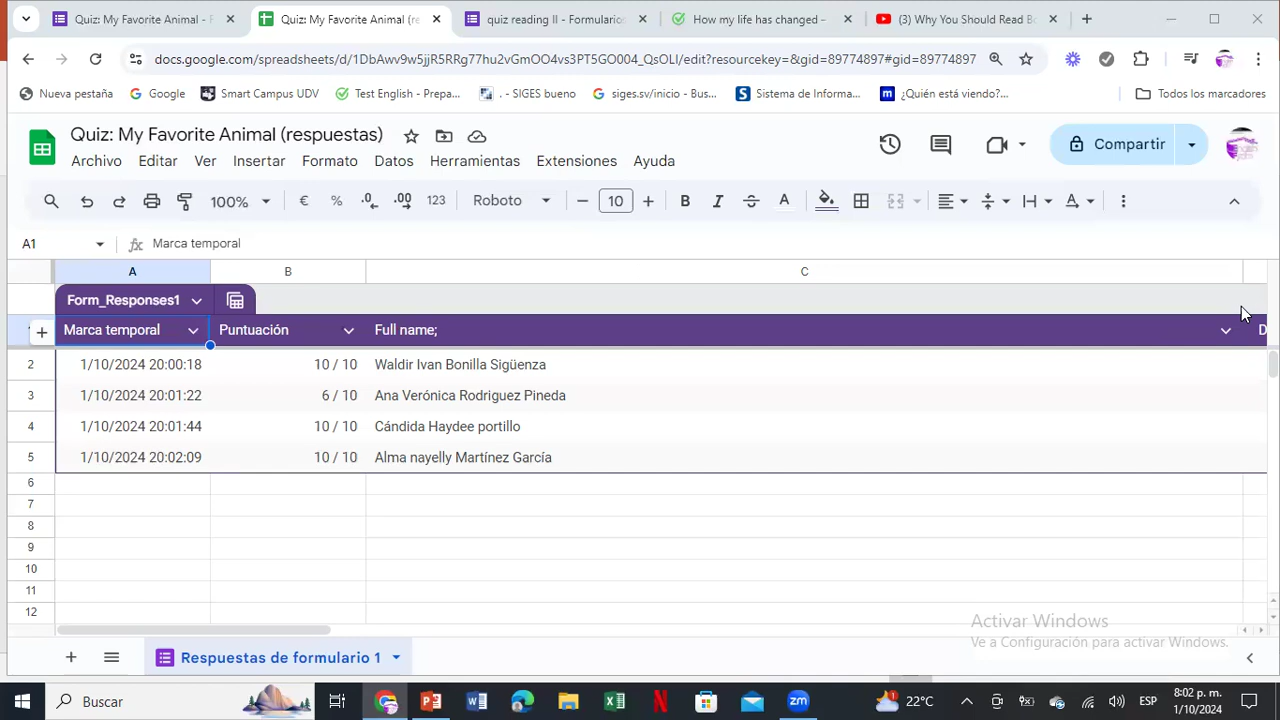 Quiz: My Favorite Animal - F
Quiz: My Favorite Animal (re
quiz reading II - Formularios
How my life has changed –
(3) Why You Should Read Bo
docs.google.com/spreadsheets/d/1DbAwv9w5jjR5RRg77hu2vGmOO4vs3PT5GO004_QsOLI/edit?resourcekey=&gid=89774897#gid=89774897
Nueva pestaña
Google
Smart Campus UDV
Test English - Prepa...
. - SIGES bueno
siges.sv/inicio - Bus...
Sistema de Informa...
¿Quién está viendo?...
Todos los marcadores
Quiz: My Favorite Animal (respuestas)
Archivo Editar Ver Insertar Formato Datos Herramientas Extensiones Ayuda
Compartir
100% € % .0 .00 123 Roboto 10 B I A
A1 fx Marca temporal
A B C
Form_Responses1
1 Marca temporal Puntuación Full name; D
2 1/10/2024 20:00:18 10 / 10 Waldir Ivan Bonilla Sigüenza
3 1/10/2024 20:01:22 6 / 10 Ana Verónica Rodriguez Pineda
4 1/10/2024 20:01:44 10 / 10 Cándida Haydee portillo
5 1/10/2024 20:02:09 10 / 10 Alma nayelly Martínez García
6
7
8
9
10
11
12
Activar Windows
Ve a Configuración para activar Windows.
Respuestas de formulario 1
Buscar
22°C
ESP
8:02 p. m.
1/10/2024